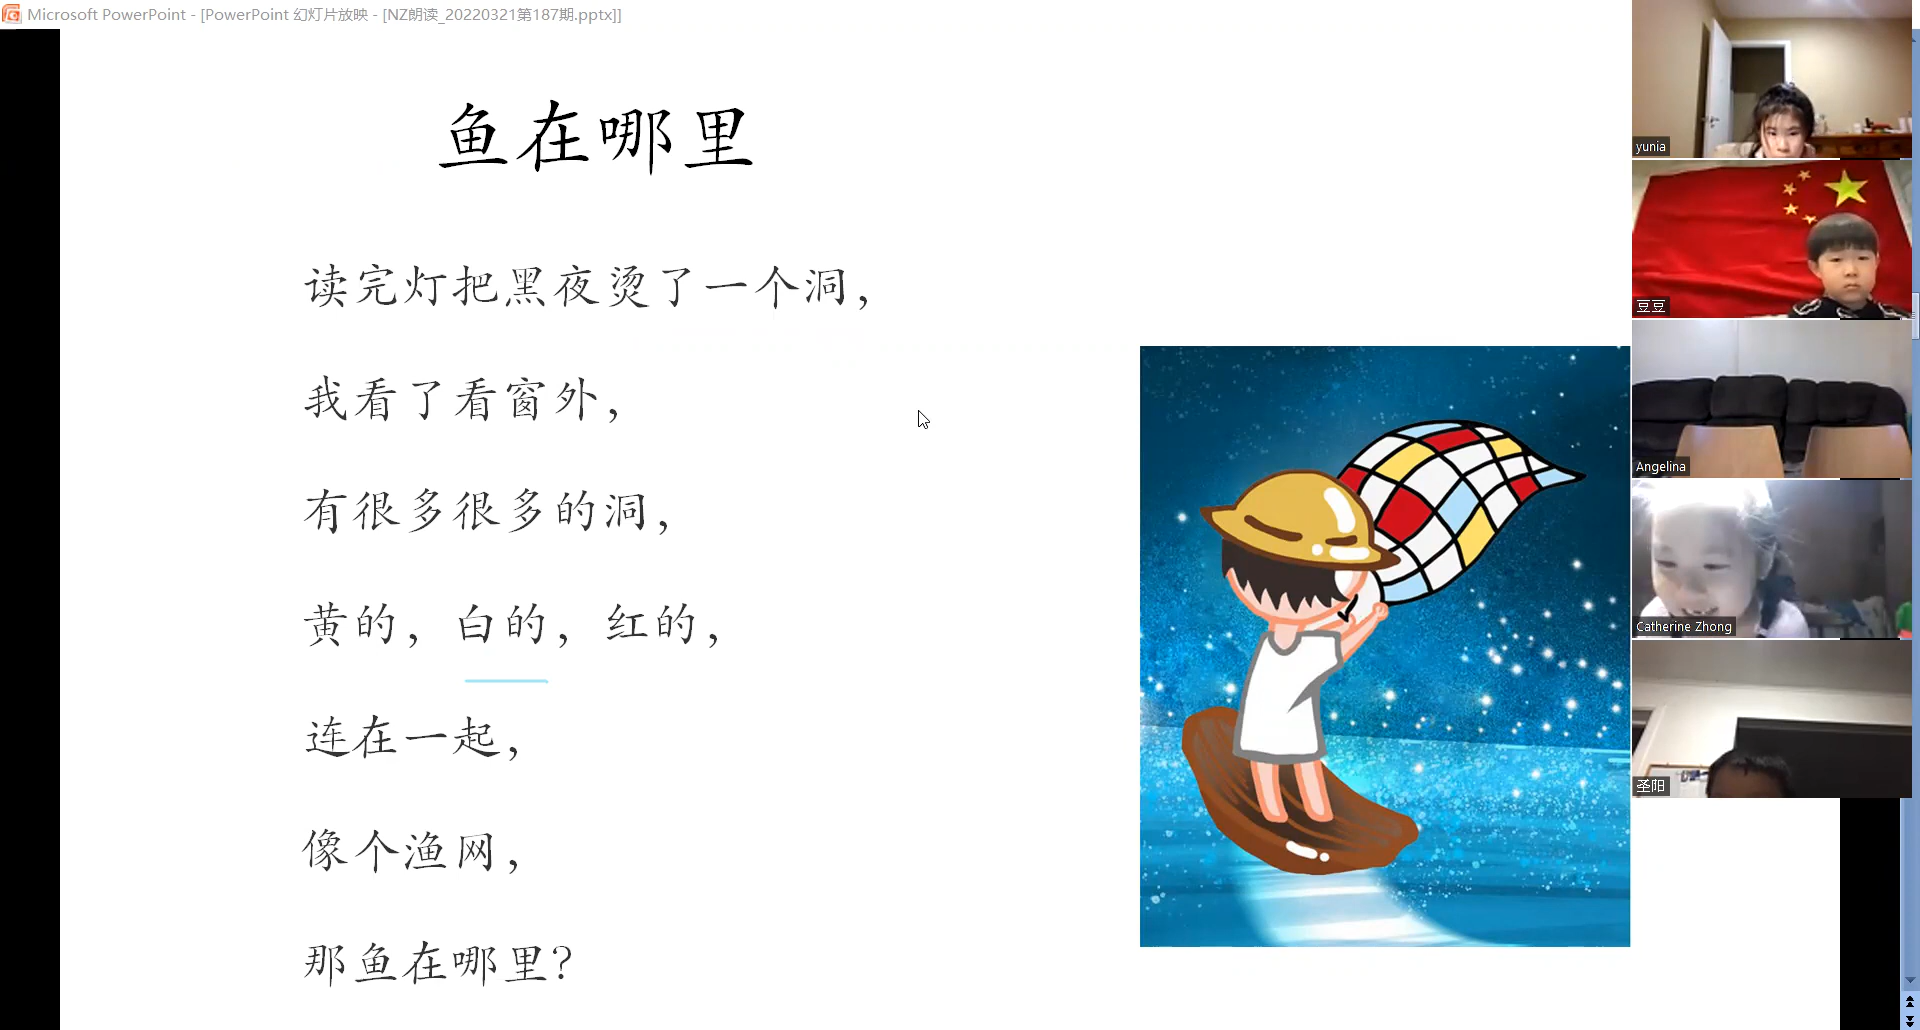 Microsoft PowerPoint - [PowerPoint 幻灯片放映 - [NZ朗读_20220321第187期.pptx]]
鱼在哪里
读完灯把黑夜烫了一个洞，
我看了看窗外，
有很多很多的洞，
黄的，白的，红的，
连在一起，
像个渔网，
那鱼在哪里？
yunia
豆豆
Angelina
Catherine Zhong
圣阳